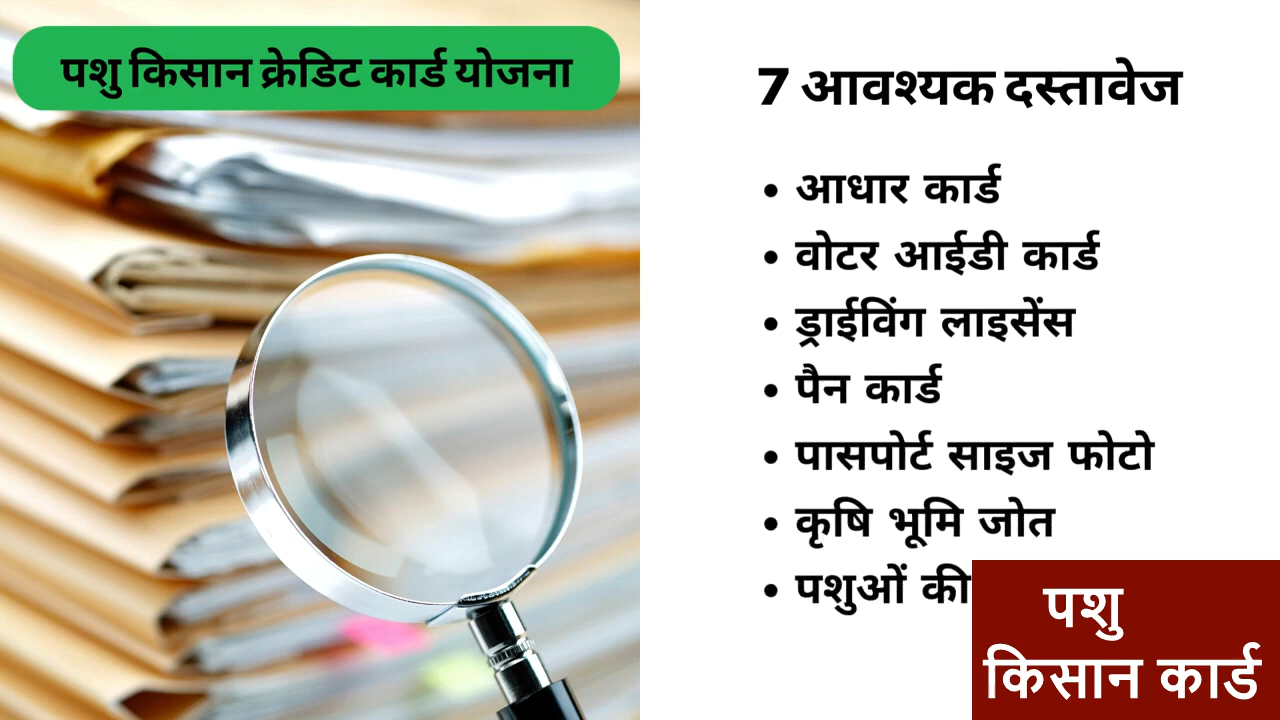 पशु किसान क्रेडिट कार्ड योजना
7 आवश्यक दस्तावेज
• आधार कार्ड
• वोटर आईडी कार्ड
• ड्राईविंग लाइसेंस
• पैन कार्ड
• पासपोर्ट साइज फोटो
• कृषि भूमि जोत
• पशुओं की
पशु
किसान कार्ड